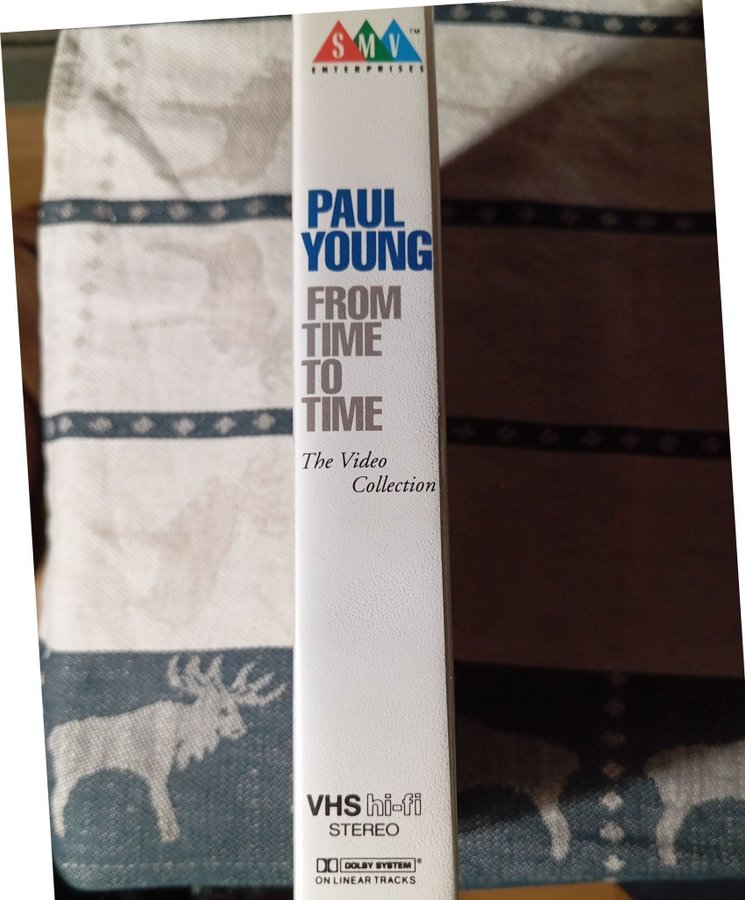 SMV™
ENTERPRISES
PAUL
YOUNG
FROM
TIME
TO
TIME
The Video
Collection
VHS hi-fi
STEREO
DOLBY SYSTEM®
ON LINEAR TRACKS